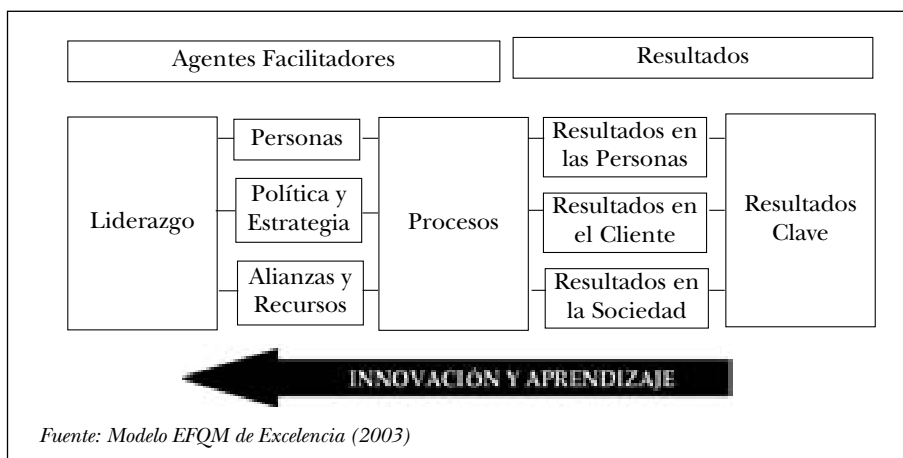 Agentes Facilitadores
Resultados
Liderazgo
Personas
Política y
Estrategia
Alianzas y
Recursos
Procesos
Resultados en
las Personas
Resultados en
el Cliente
Resultados en
la Sociedad
Resultados
Clave
INNOVACIÓN Y APRENDIZAJE
Fuente: Modelo EFQM de Excelencia (2003)